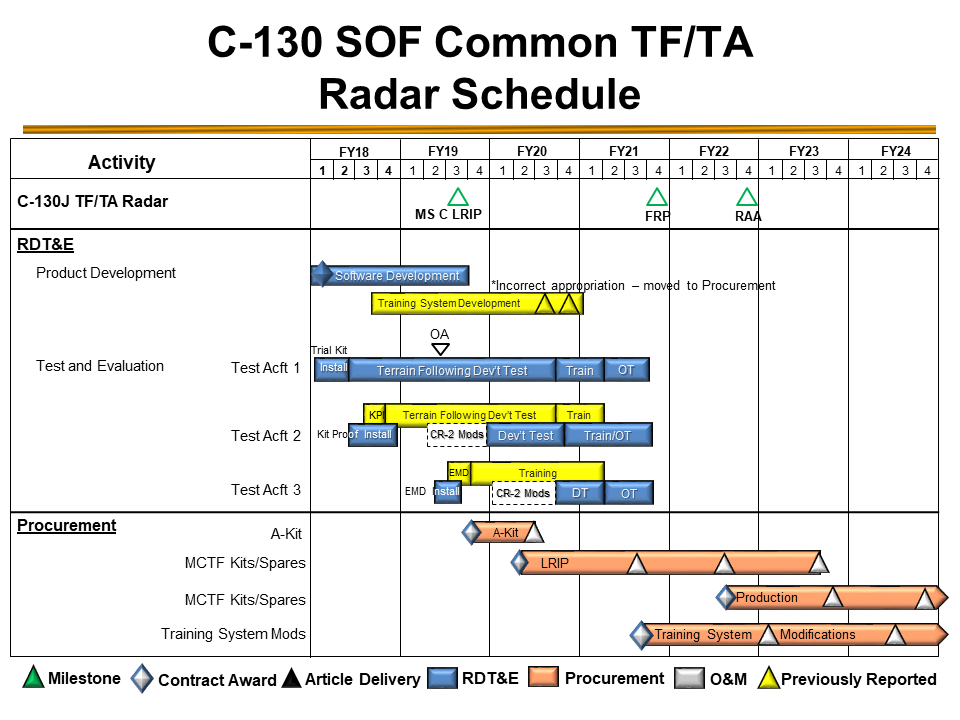 C-130 SOF Common TF/TA
Radar Schedule
Activity
FY18 FY19 FY20 FY21 FY22 FY23 FY24
1 2 3 4 1 2 3 4 1 2 3 4 1 2 3 4 1 2 3 4 1 2 3 4 1 2 3 4
C-130J TF/TA Radar
MS C LRIP FRP RAA
RDT&E
Product Development
Software Development
*Incorrect appropriation – moved to Procurement
Training System Development
OA
Trial Kit
Test and Evaluation
Test Acft 1
Install Terrain Following Dev't Test Train OT
KPI Terrain Following Dev't Test Train
Test Acft 2
Kit Proof Install CR-2 Mods Dev't Test Train/OT
EMD Training
Test Acft 3
EMD Install CR-2 Mods DT OT
Procurement
A-Kit A-Kit
MCTF Kits/Spares LRIP
MCTF Kits/Spares Production
Training System Mods Training System Modifications
Milestone Contract Award Article Delivery RDT&E Procurement O&M Previously Reported